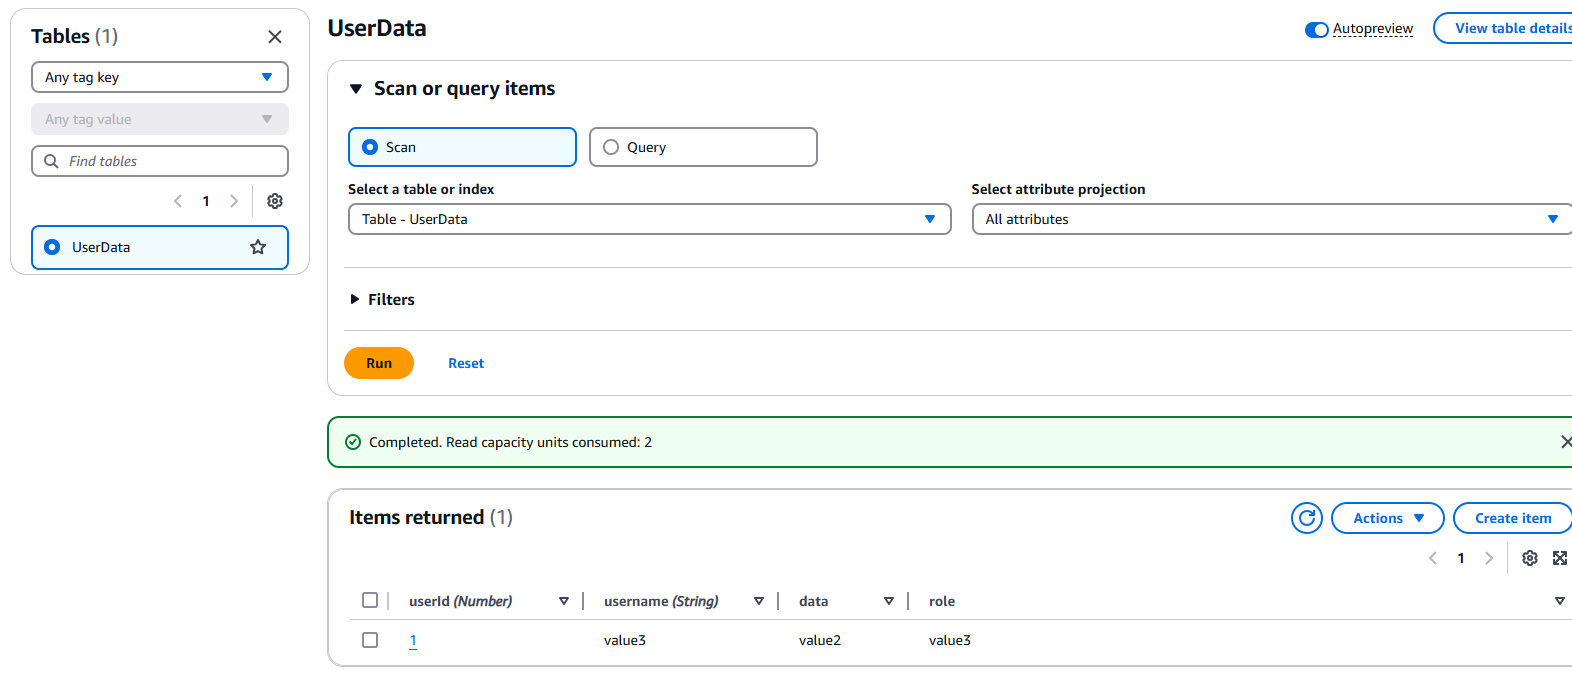 Tables (1)
Any tag key
Any tag value
Find tables
1
UserData
UserData
Autopreview
View table details
Scan or query items
Scan
Query
Select a table or index
Select attribute projection
Table - UserData
All attributes
Filters
Run
Reset
Completed. Read capacity units consumed: 2
Items returned (1)
Actions
Create item
1
userId (Number)
username (String)
data
role
1
value3
value2
value3